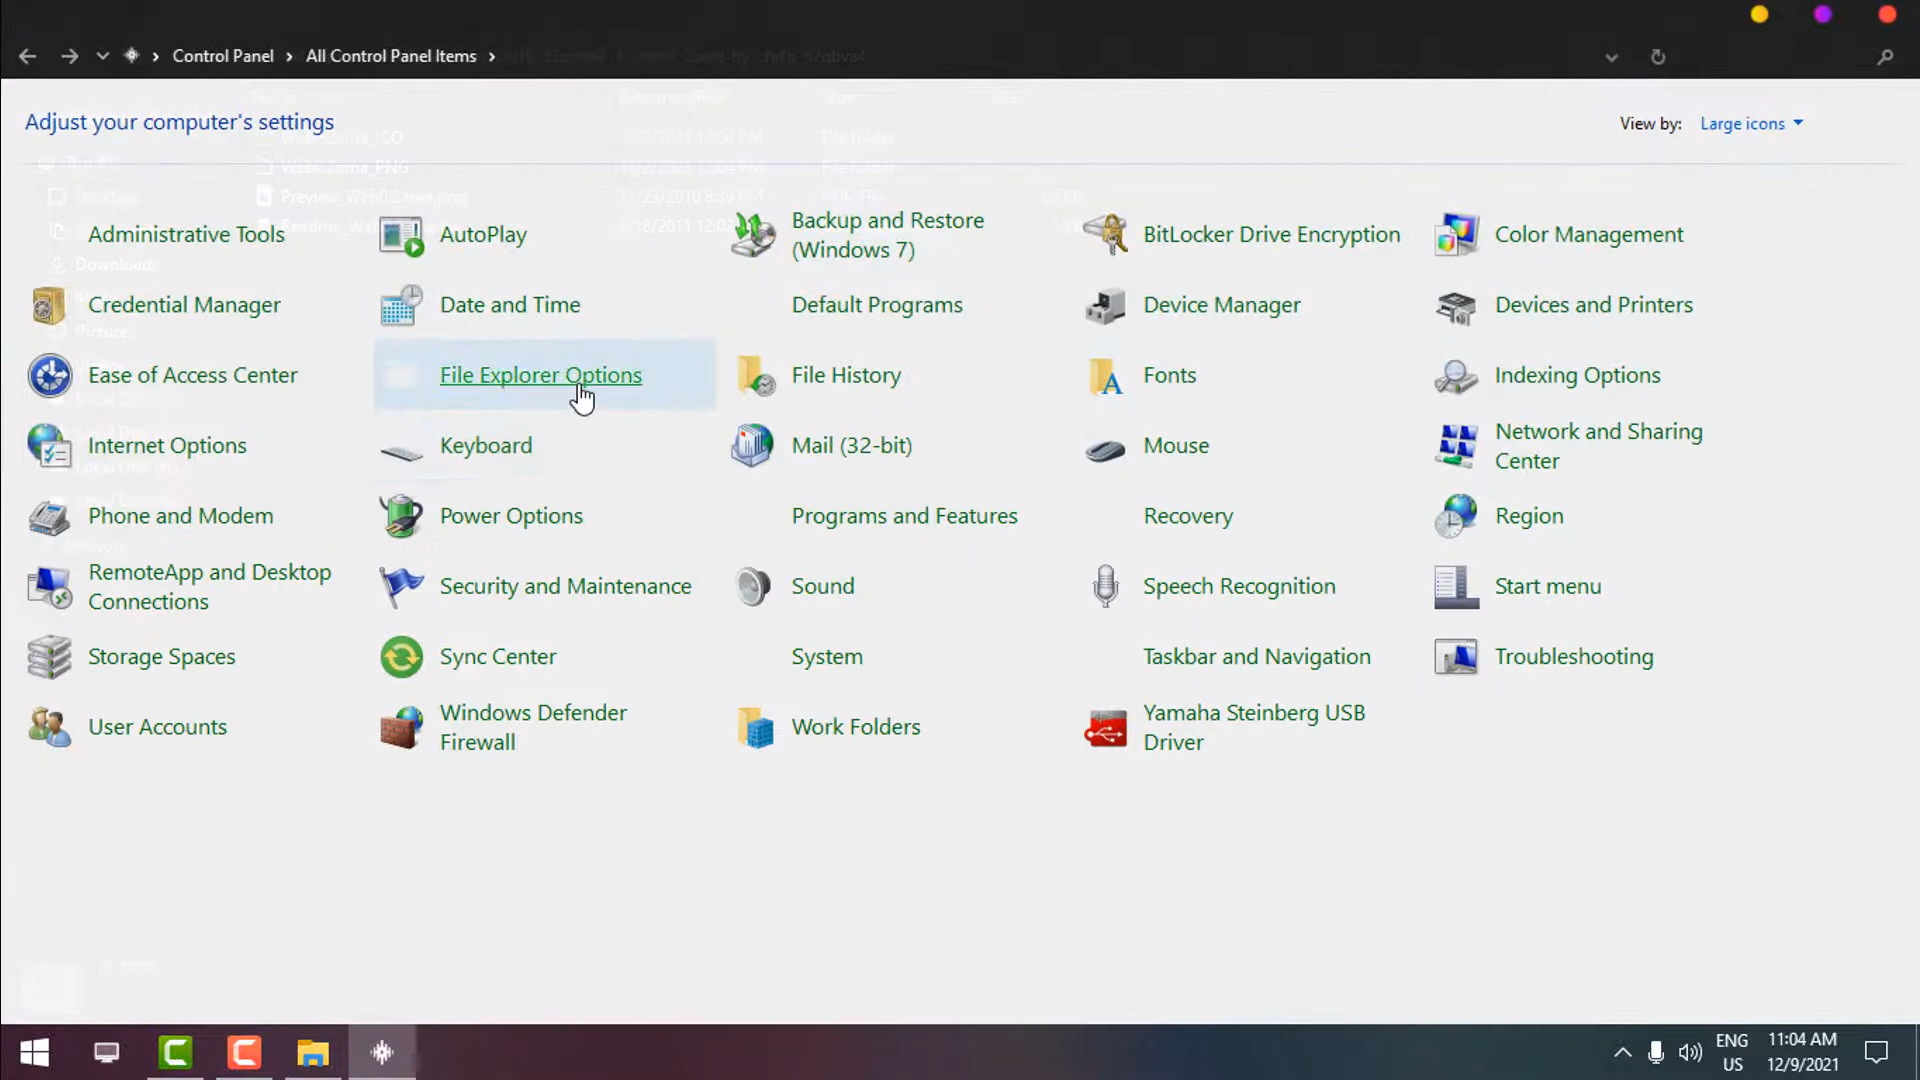 Control Panel > All Control Panel Items >
Adjust your computer's settings
View by: Large icons
Administrative Tools
AutoPlay
Backup and Restore
(Windows 7)
BitLocker Drive Encryption
Color Management
Credential Manager
Date and Time
Default Programs
Device Manager
Devices and Printers
Ease of Access Center
File Explorer Options
File History
Fonts
Indexing Options
Internet Options
Keyboard
Mail (32-bit)
Mouse
Network and Sharing
Center
Phone and Modem
Power Options
Programs and Features
Recovery
Region
RemoteApp and Desktop
Connections
Security and Maintenance
Sound
Speech Recognition
Start menu
Storage Spaces
Sync Center
System
Taskbar and Navigation
Troubleshooting
User Accounts
Windows Defender
Firewall
Work Folders
Yamaha Steinberg USB
Driver
ENG
US
11:04 AM
12/9/2021